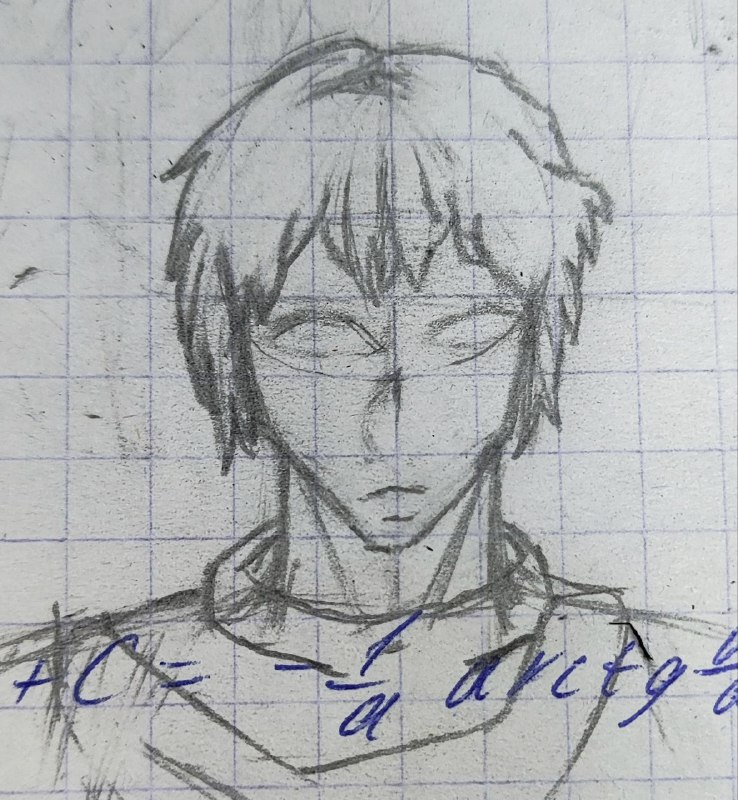 + C = - 1/a arctg